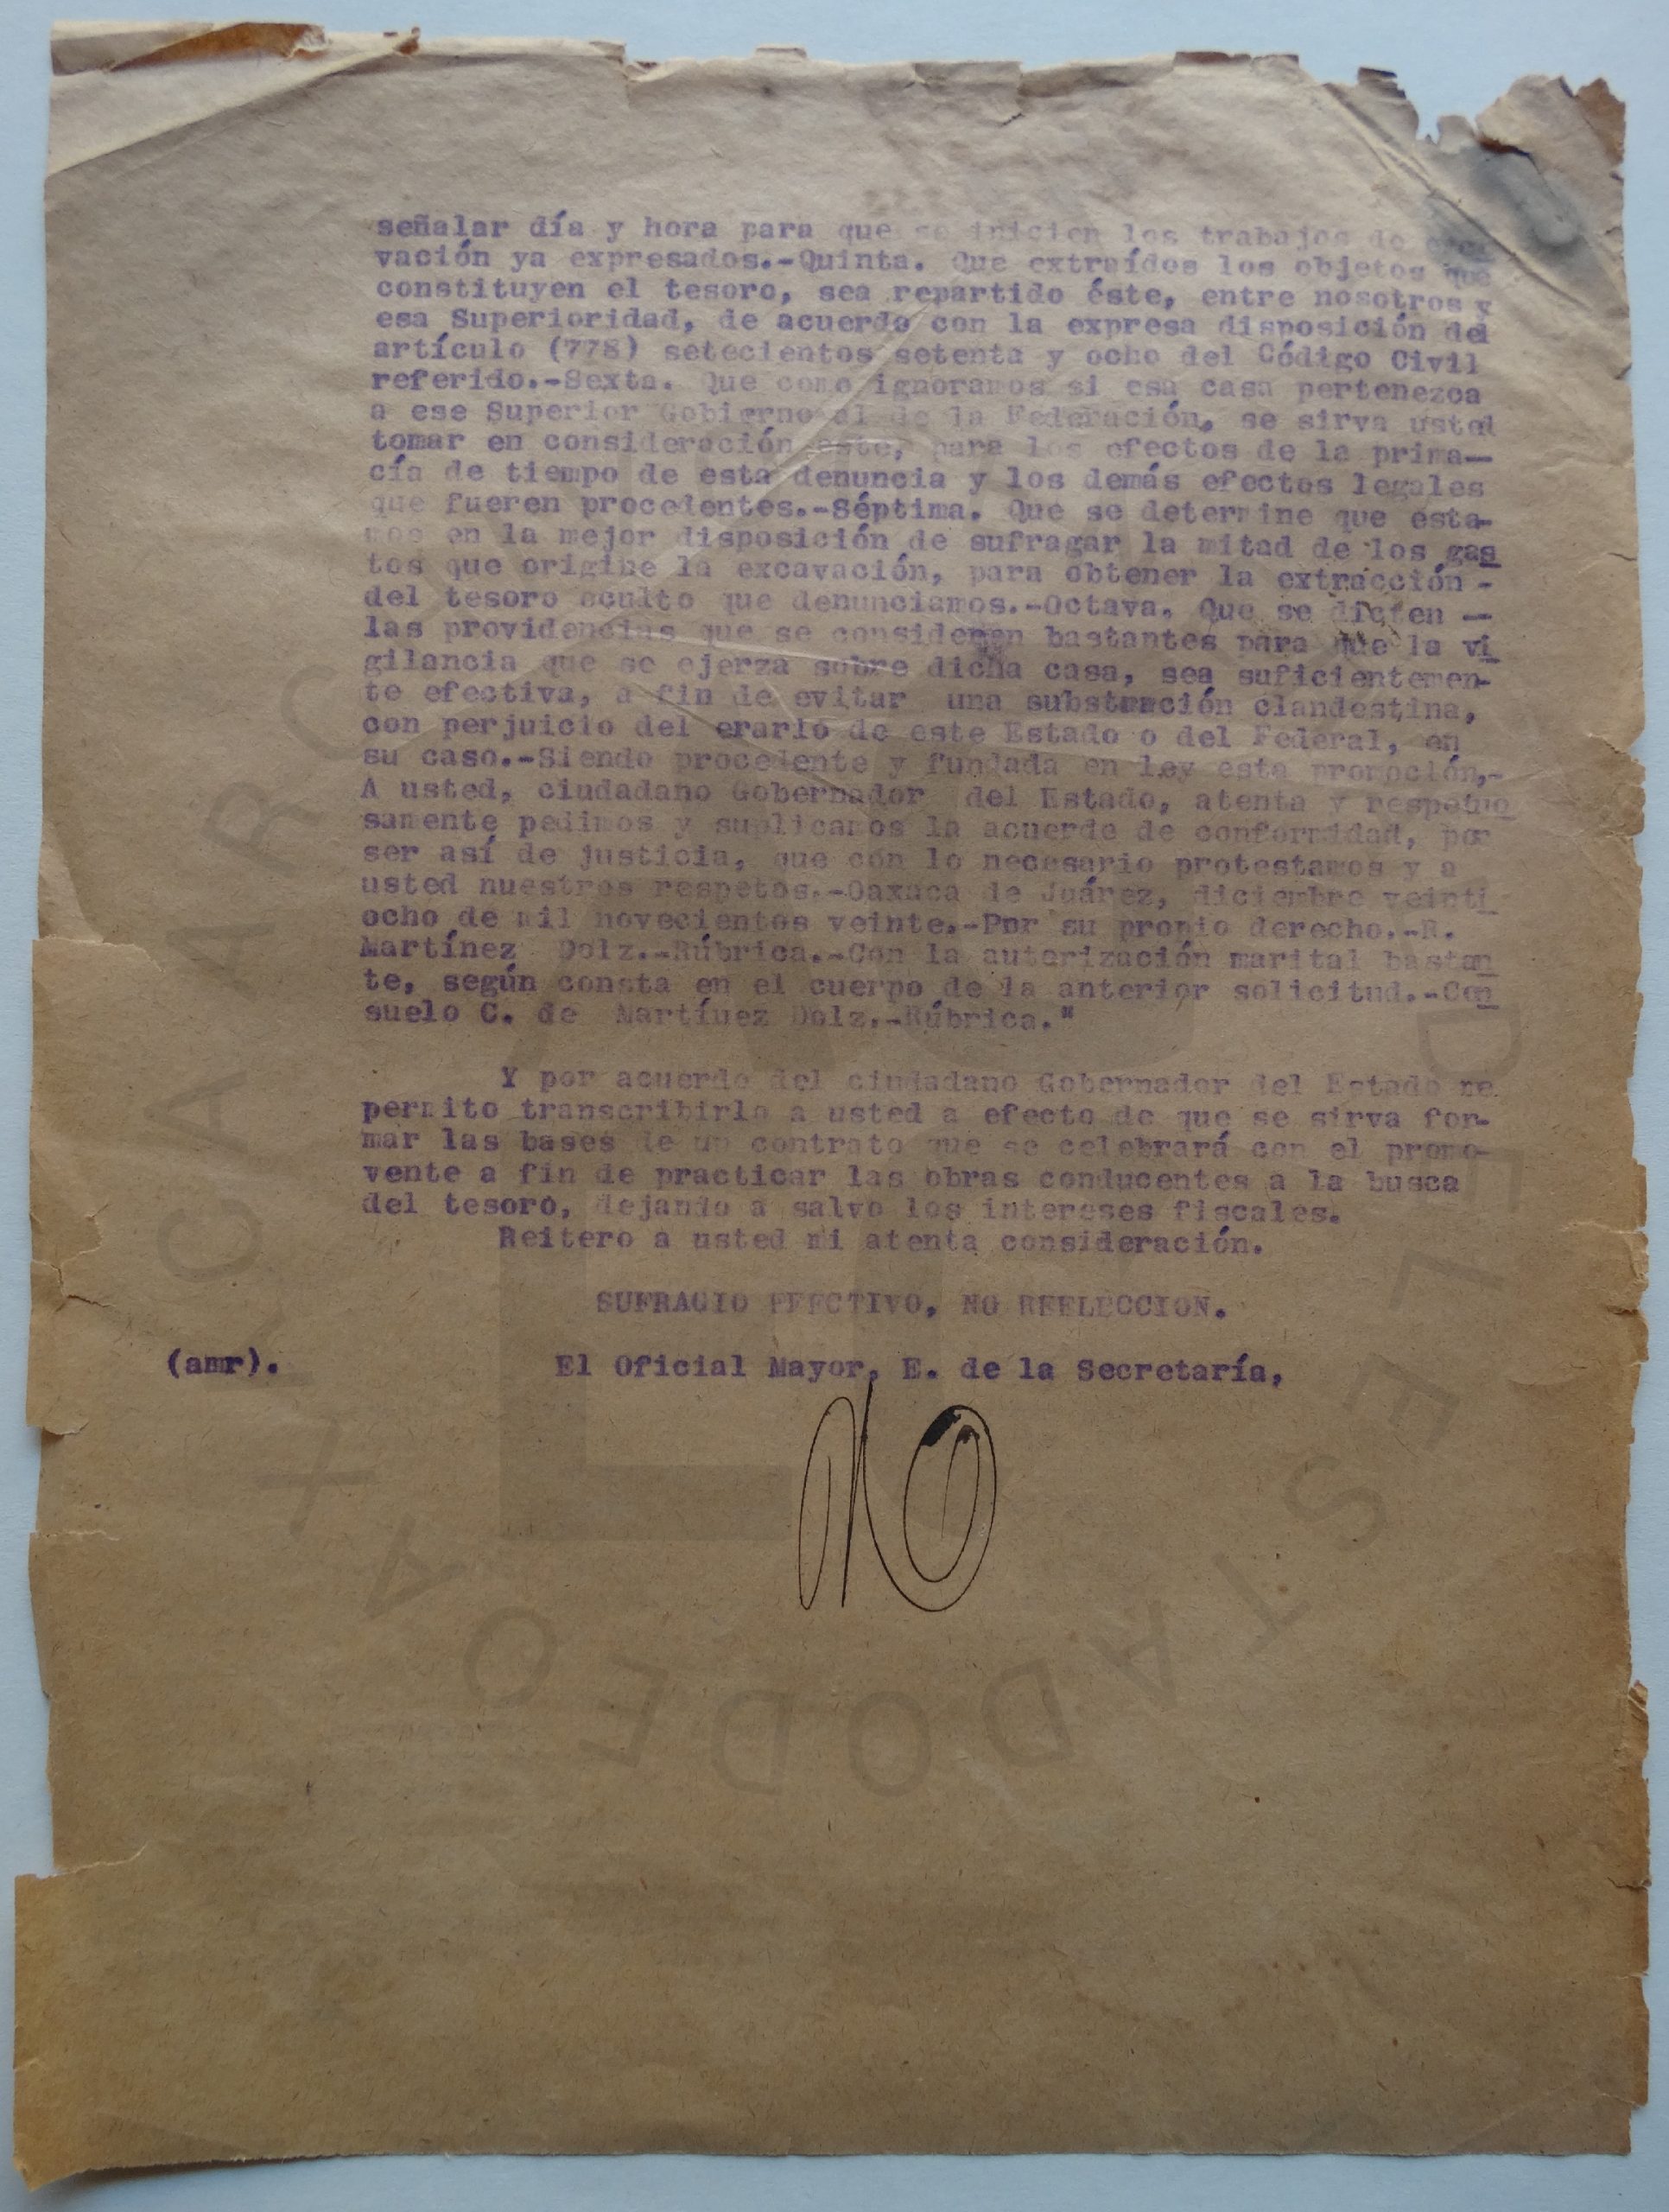 señalar día y hora para que se inicien los trabajos de exca
vación ya expresados.-Quinta. Que extraídos los objetos que
constituyen el tesoro, sea repartido éste, entre nosotros y
esa Superioridad, de acuerdo con la expresa disposición del
artículo (778) setecientos setenta y ocho del Código Civil
referido.-Sexta. Que como ignoramos si esa casa pertenezca
a ese Superior Gobierno el de la Federación, se sirva usted
tomar en consideración este, para los efectos de la prima-
cía de tiempo de esta denuncia y los demás efectos legales
que fueren procedentes.-Séptima. Que se determine que esta-
mos en la mejor disposición de sufragar la mitad de los gas
tos que origine la excavación, para obtener la extracción -
del tesoro oculto que denunciamos.-Octava. Que se dicten -
las providencias que se consideren bastantes para que la vi
gilancia que se ejerza sobre dicha casa, sea suficientemen-
te efectiva, a fin de evitar una substracción clandestina,
con perjuicio del erario de este Estado o del Federal, en
su caso.-Siendo procedente y fundada en ley esta promoción,-
A usted, ciudadano Gobernador del Estado, atenta y respetuo
samente pedimos y suplicamos la acuerde de conformidad, por
ser así de justicia, que con lo necesario protestamos y a
usted nuestros respetos.-Oaxaca de Juárez, diciembre veinti
ocho de mil novecientos veinte.-Por su propio derecho.-R.
Martínez Dolz.-Rúbrica.-Con la autorización marital bastan
te, según consta en el cuerpo de la anterior solicitud.-Con
suelo C. de Martíuez Dolz.-Rúbrica."
Y por acuerdo del ciudadano Gobernador del Estado me
permito transcribirlo a usted a efecto de que se sirva for-
mar las bases de un contrato que se celebrará con el promo-
vente a fin de practicar las obras conducentes a la busca
del tesoro, dejando a salvo los intereses fiscales.
Reitero a usted mi atenta consideración.
SUFRAGIO EFECTIVO, NO REELECCION.
(amr). El Oficial Mayor, E. de la Secretaría,